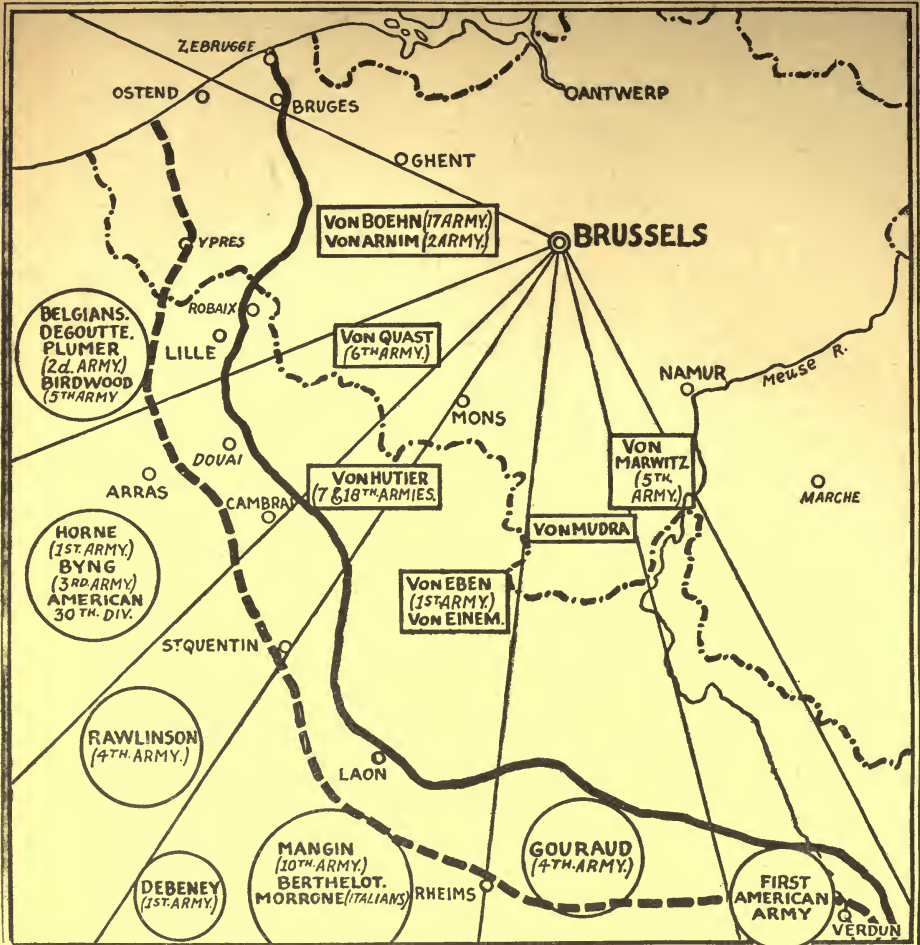 ZEBRUGGE
OSTEND
BRUGES
ANTWERP
GHENT
VON BOEHN (17 ARMY.)
VON ARNIM (2 ARMY.)
BRUSSELS
YPRES
BELGIANS.
DEGOUTTE.
PLUMER
(2d. ARMY.)
BIRDWOOD
(5TH ARMY
ROBAIX
LILLE
VON QUAST
(6TH ARMY.)
NAMUR
MEUSE R.
MONS
DOUAI
ARRAS
CAMBRAI
VON HUTIER
(7 & 18TH. ARMIES.
VON
MARWITZ
(5TH.
ARMY.)
MARCHE
HORNE
(1ST. ARMY.)
BYNG
(3RD. ARMY.)
AMERICAN
30TH. DIV.
VON MUDRA
VON EBEN
(1ST. ARMY.)
VON EINEM.
ST QUENTIN
RAWLINSON
(4TH. ARMY.)
LAON
MANGIN
(10TH. ARMY.)
BERTHELOT.
MORRONE (ITALIANS)
RHEIMS
GOURAUD
(4TH. ARMY.)
DEBENEY
(1ST. ARMY.)
FIRST
AMERICAN
ARMY
VERDUN